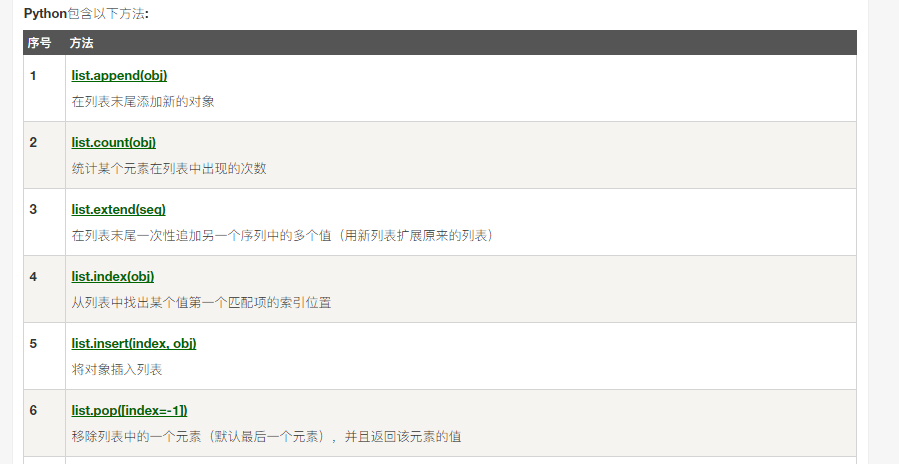 Python包含以下方法:
序号 方法
1 list.append(obj)
在列表末尾添加新的对象
2 list.count(obj)
统计某个元素在列表中出现的次数
3 list.extend(seq)
在列表末尾一次性追加另一个序列中的多个值（用新列表扩展原来的列表）
4 list.index(obj)
从列表中找出某个值第一个匹配项的索引位置
5 list.insert(index, obj)
将对象插入列表
6 list.pop([index=-1])
移除列表中的一个元素（默认最后一个元素），并且返回该元素的值